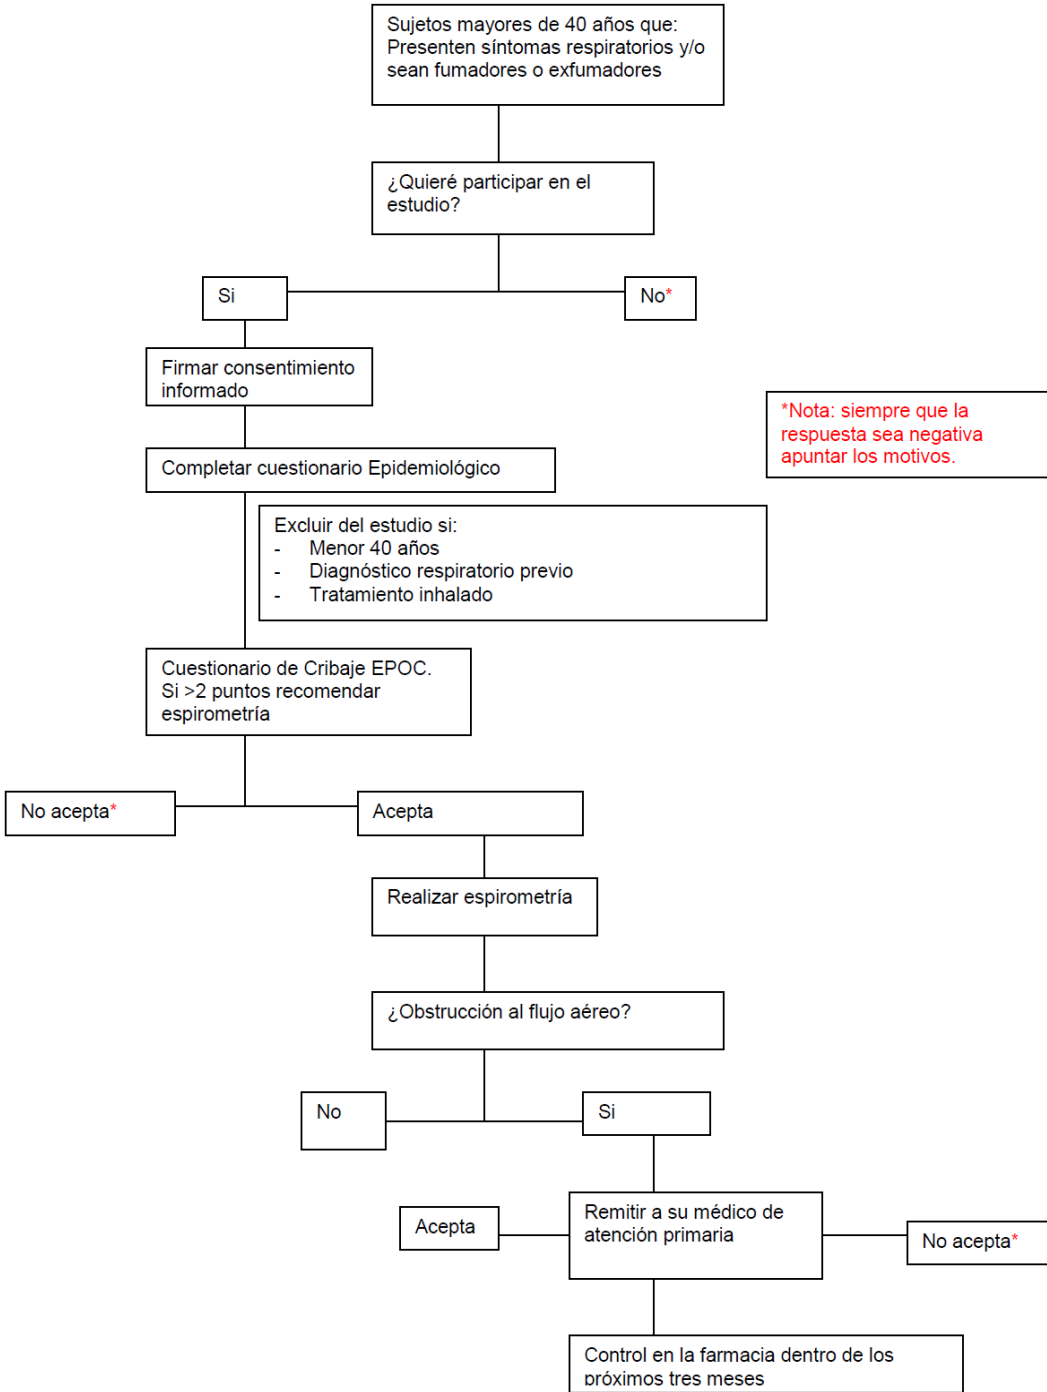 Sujetos mayores de 40 años que:
Presenten síntomas respiratorios y/o
sean fumadores o exfumadores
¿Quieré participar en el
estudio?
Si
No*
Firmar consentimiento
informado
*Nota: siempre que la
respuesta sea negativa
apuntar los motivos.
Completar cuestionario Epidemiológico
Excluir del estudio si:
- Menor 40 años
- Diagnóstico respiratorio previo
- Tratamiento inhalado
Cuestionario de Cribaje EPOC.
Si >2 puntos recomendar
espirometría
No acepta*
Acepta
Realizar espirometría
¿Obstrucción al flujo aéreo?
No
Si
Acepta
Remitir a su médico de
atención primaria
No acepta*
Control en la farmacia dentro de los
próximos tres meses